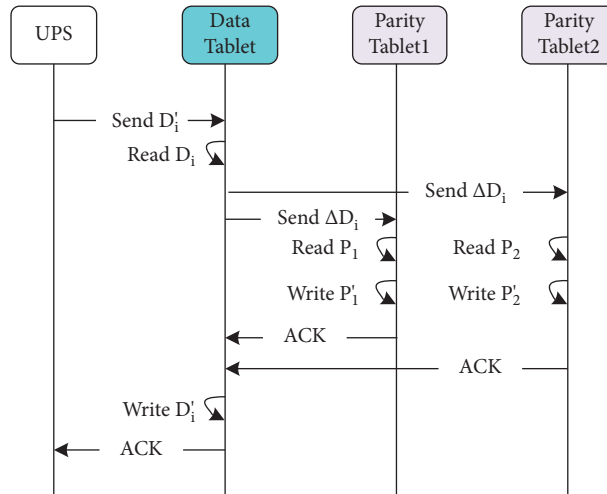 UPS
Data
Tablet
Parity
Tablet1
Parity
Tablet2
Send D'ᵢ
Read Dᵢ
Send ΔDᵢ
Send ΔDᵢ
Read P₁
Read P₂
Write P'₁
Write P'₂
ACK
ACK
Write D'ᵢ
ACK